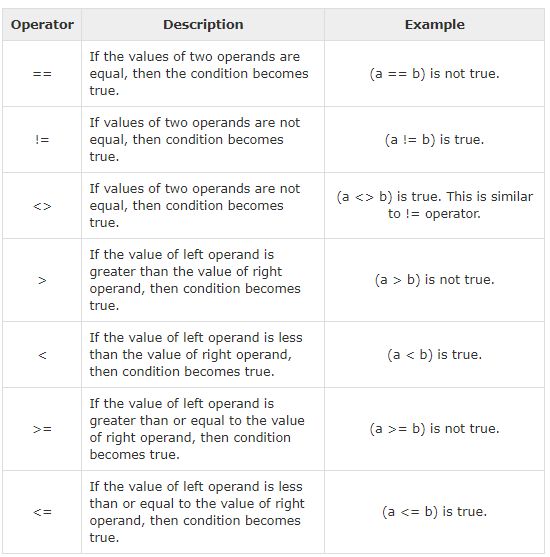 Operator Description Example
== If the values of two operands are
equal, then the condition becomes
true. (a == b) is not true.
!= If values of two operands are not
equal, then condition becomes
true. (a != b) is true.
<> If values of two operands are not
equal, then condition becomes
true. (a <> b) is true. This is similar
to != operator.
> If the value of left operand is
greater than the value of right
operand, then condition becomes
true. (a > b) is not true.
< If the value of left operand is less
than the value of right operand,
then condition becomes true. (a < b) is true.
>= If the value of left operand is
greater than or equal to the value
of right operand, then condition
becomes true. (a >= b) is not true.
<= If the value of left operand is less
than or equal to the value of right
operand, then condition becomes
true. (a <= b) is true.